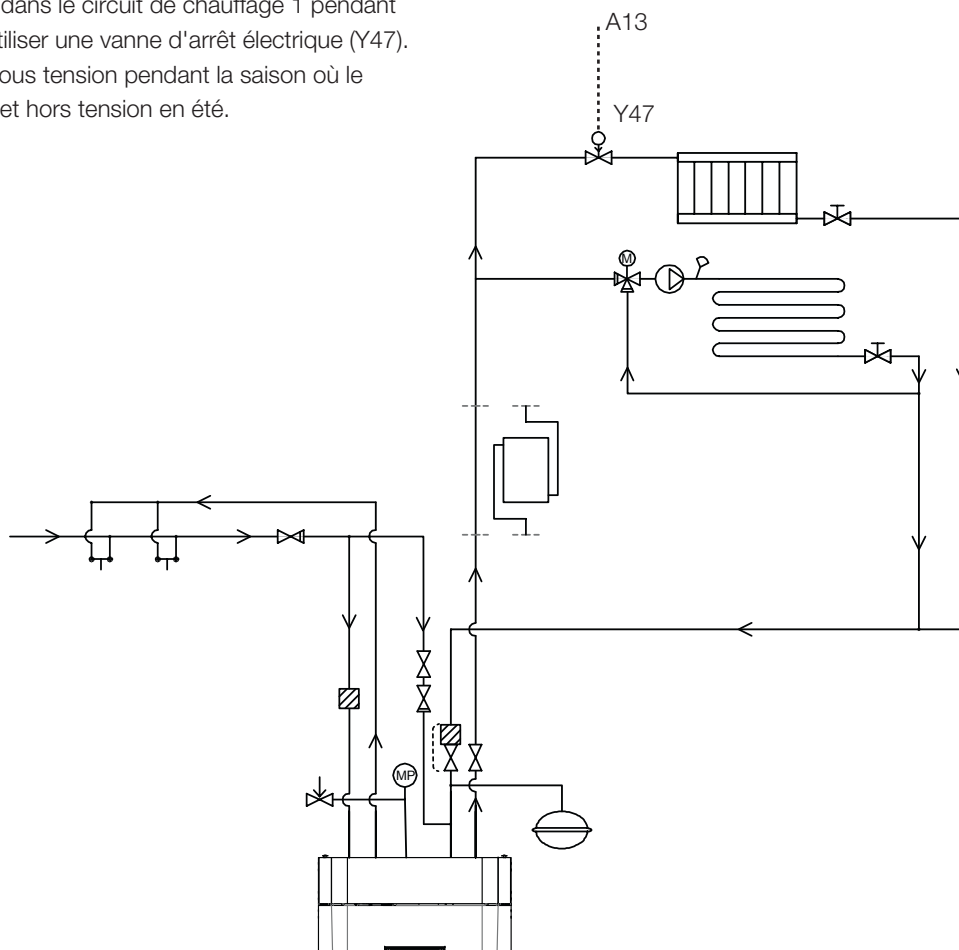 dans le circuit de chauffage 1 pendant
tiliser une vanne d'arrêt électrique (Y47).
ous tension pendant la saison où le
et hors tension en été.
A13
Y47
M
MP